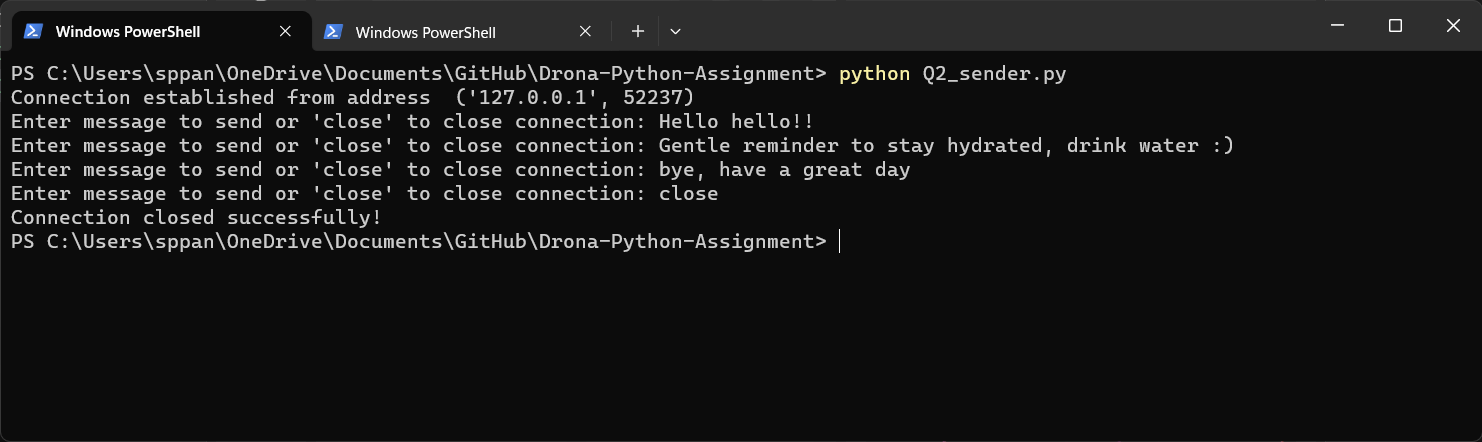 Windows PowerShell
Windows PowerShell
PS C:\Users\sppan\OneDrive\Documents\GitHub\Drona-Python-Assignment> python Q2_sender.py
Connection established from address  ('127.0.0.1', 52237)
Enter message to send or 'close' to close connection: Hello hello!!
Enter message to send or 'close' to close connection: Gentle reminder to stay hydrated, drink water :)
Enter message to send or 'close' to close connection: bye, have a great day
Enter message to send or 'close' to close connection: close
Connection closed successfully!
PS C:\Users\sppan\OneDrive\Documents\GitHub\Drona-Python-Assignment>